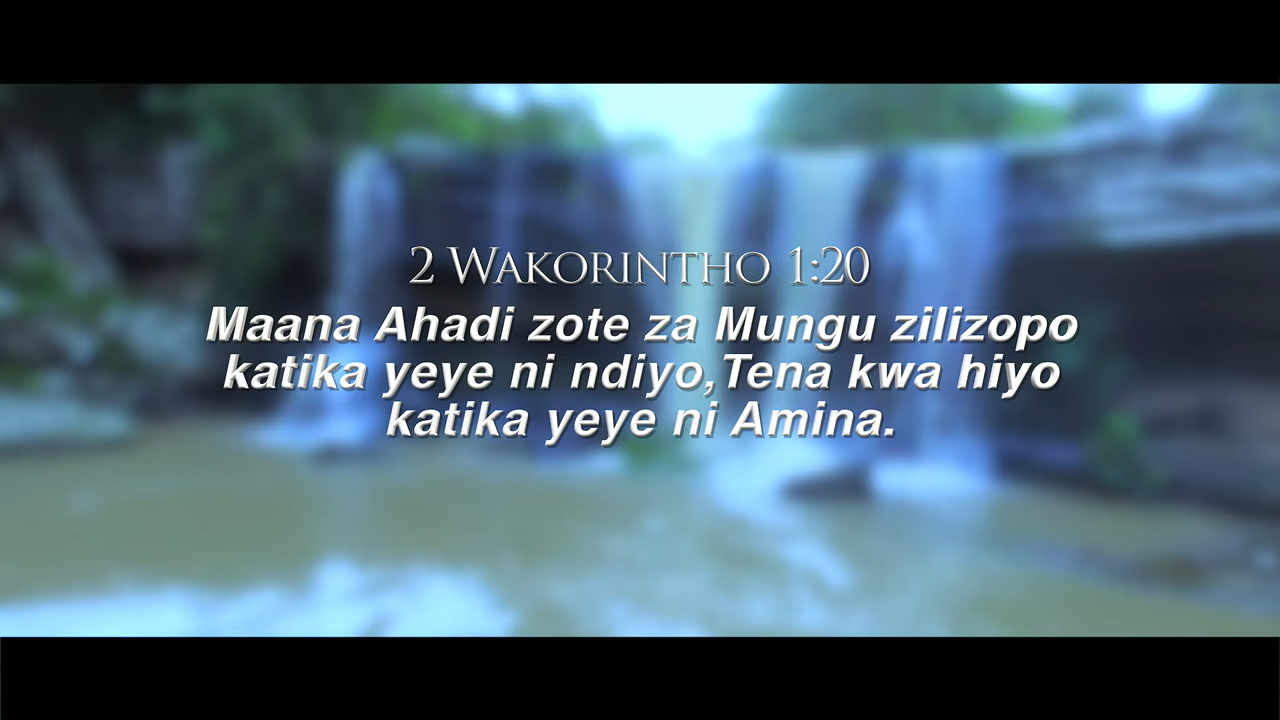 2 Wakorintho 1:20
Maana Ahadi zote za Mungu zilizopo
katika yeye ni ndiyo,Tena kwa hiyo
katika yeye ni Amina.